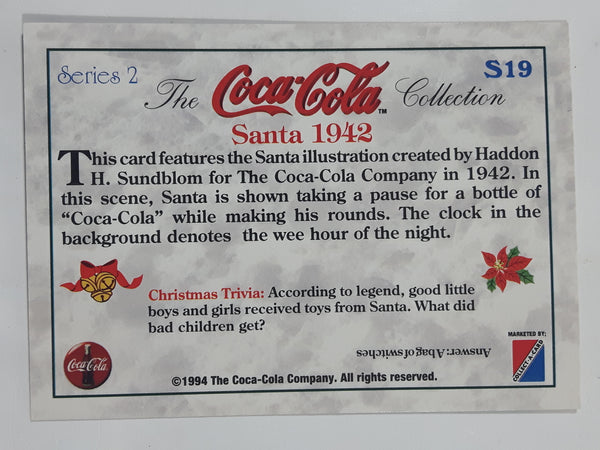 Series 2
S19
The Coca-Cola™ Collection
Santa 1942
This card features the Santa illustration created by Haddon
H. Sundblom for The Coca-Cola Company in 1942. In
this scene, Santa is shown taking a pause for a bottle of
“Coca-Cola” while making his rounds. The clock in the
background denotes the wee hour of the night.
Christmas Trivia: According to legend, good little
boys and girls received toys from Santa. What did
bad children get?
Answer: A bag of switches
MARKETED BY:
COLLECT-A-CARD
Coca-Cola
©1994 The Coca-Cola Company. All rights reserved.